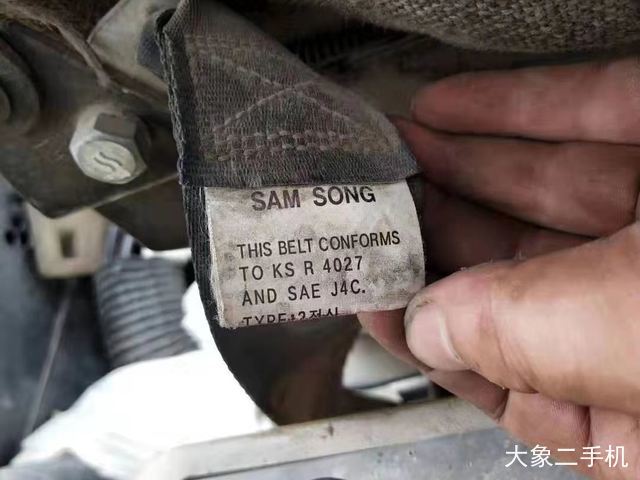 SAM SONG
THIS BELT CONFORMS
TO KS R 4027
AND SAE J4C.
大象二手机